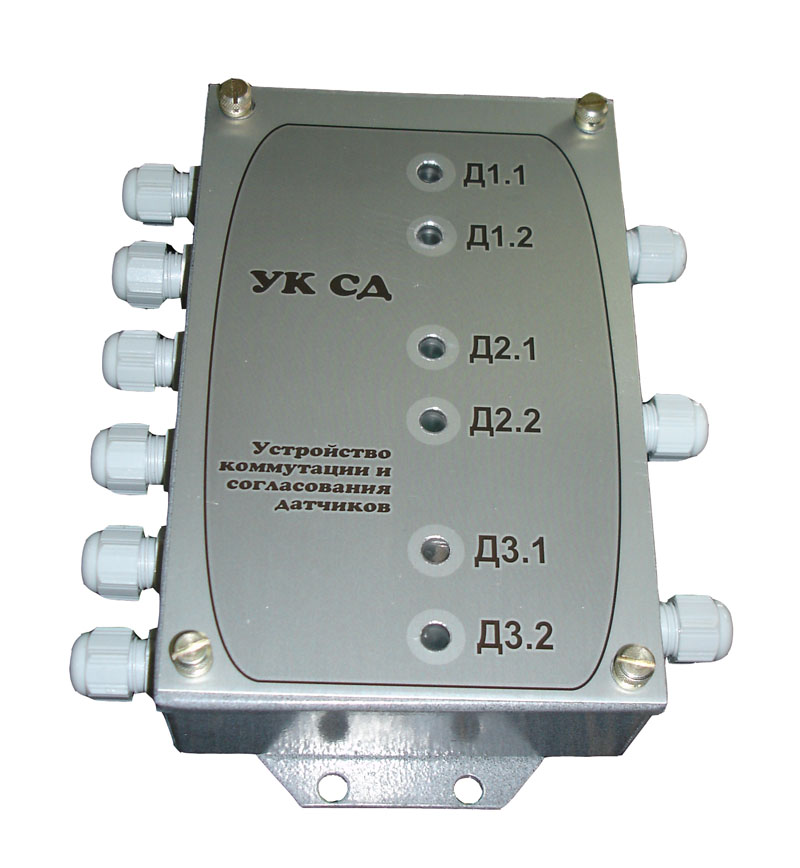 Д1.1
Д1.2
УК СД
Д2.1
Д2.2
Устройство
коммутации и
согласования
датчиков
Д3.1
Д3.2